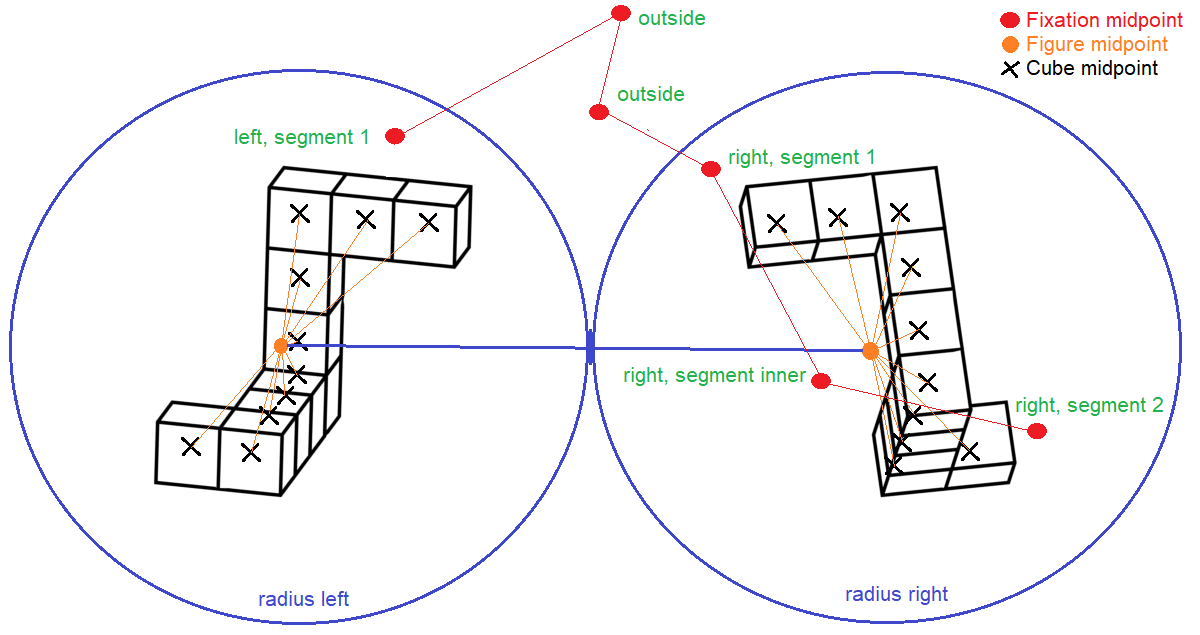 outside
Fixation midpoint
Figure midpoint
Cube midpoint
outside
left, segment 1
right, segment 1
right, segment inner
right, segment 2
radius left
radius right